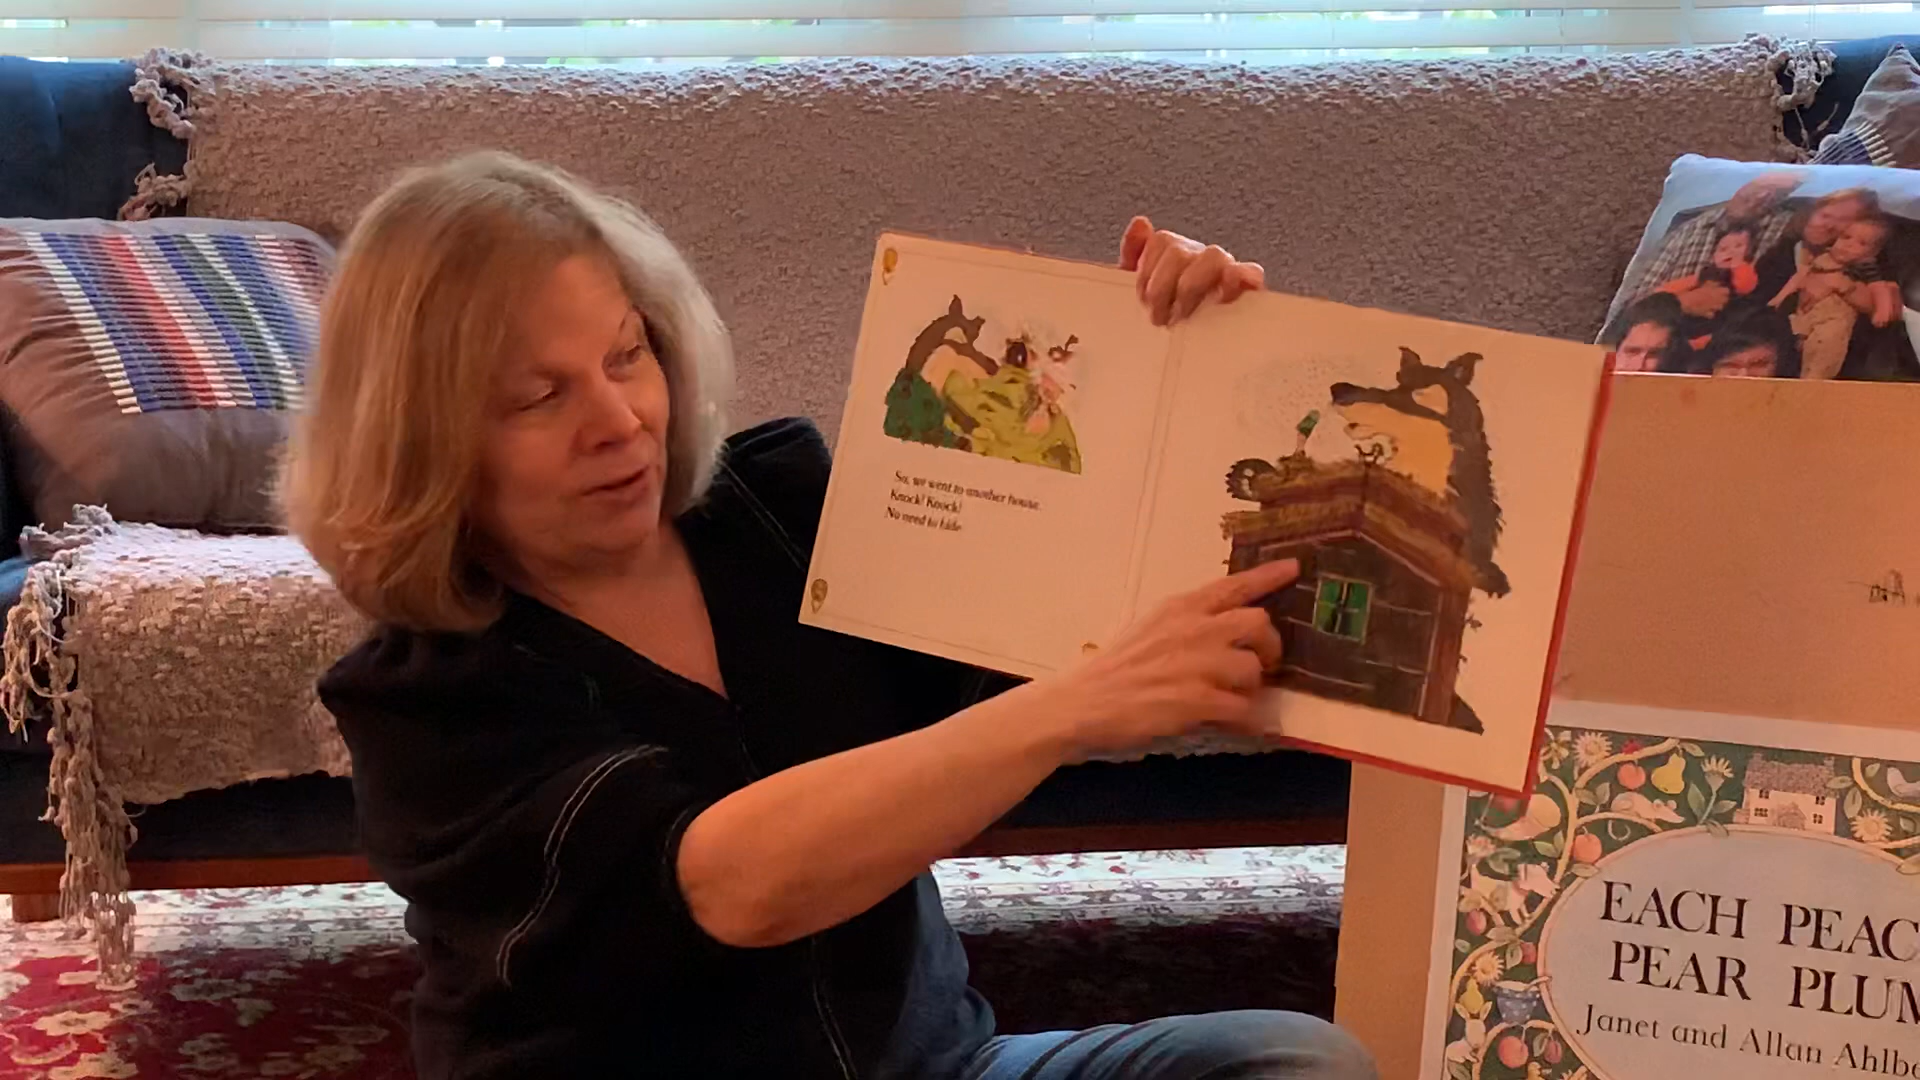 So, we went to another house.
Knock! Knock!
No need to hide.
EACH PEAC
PEAR PLUM
Janet and Allan Ahlbe